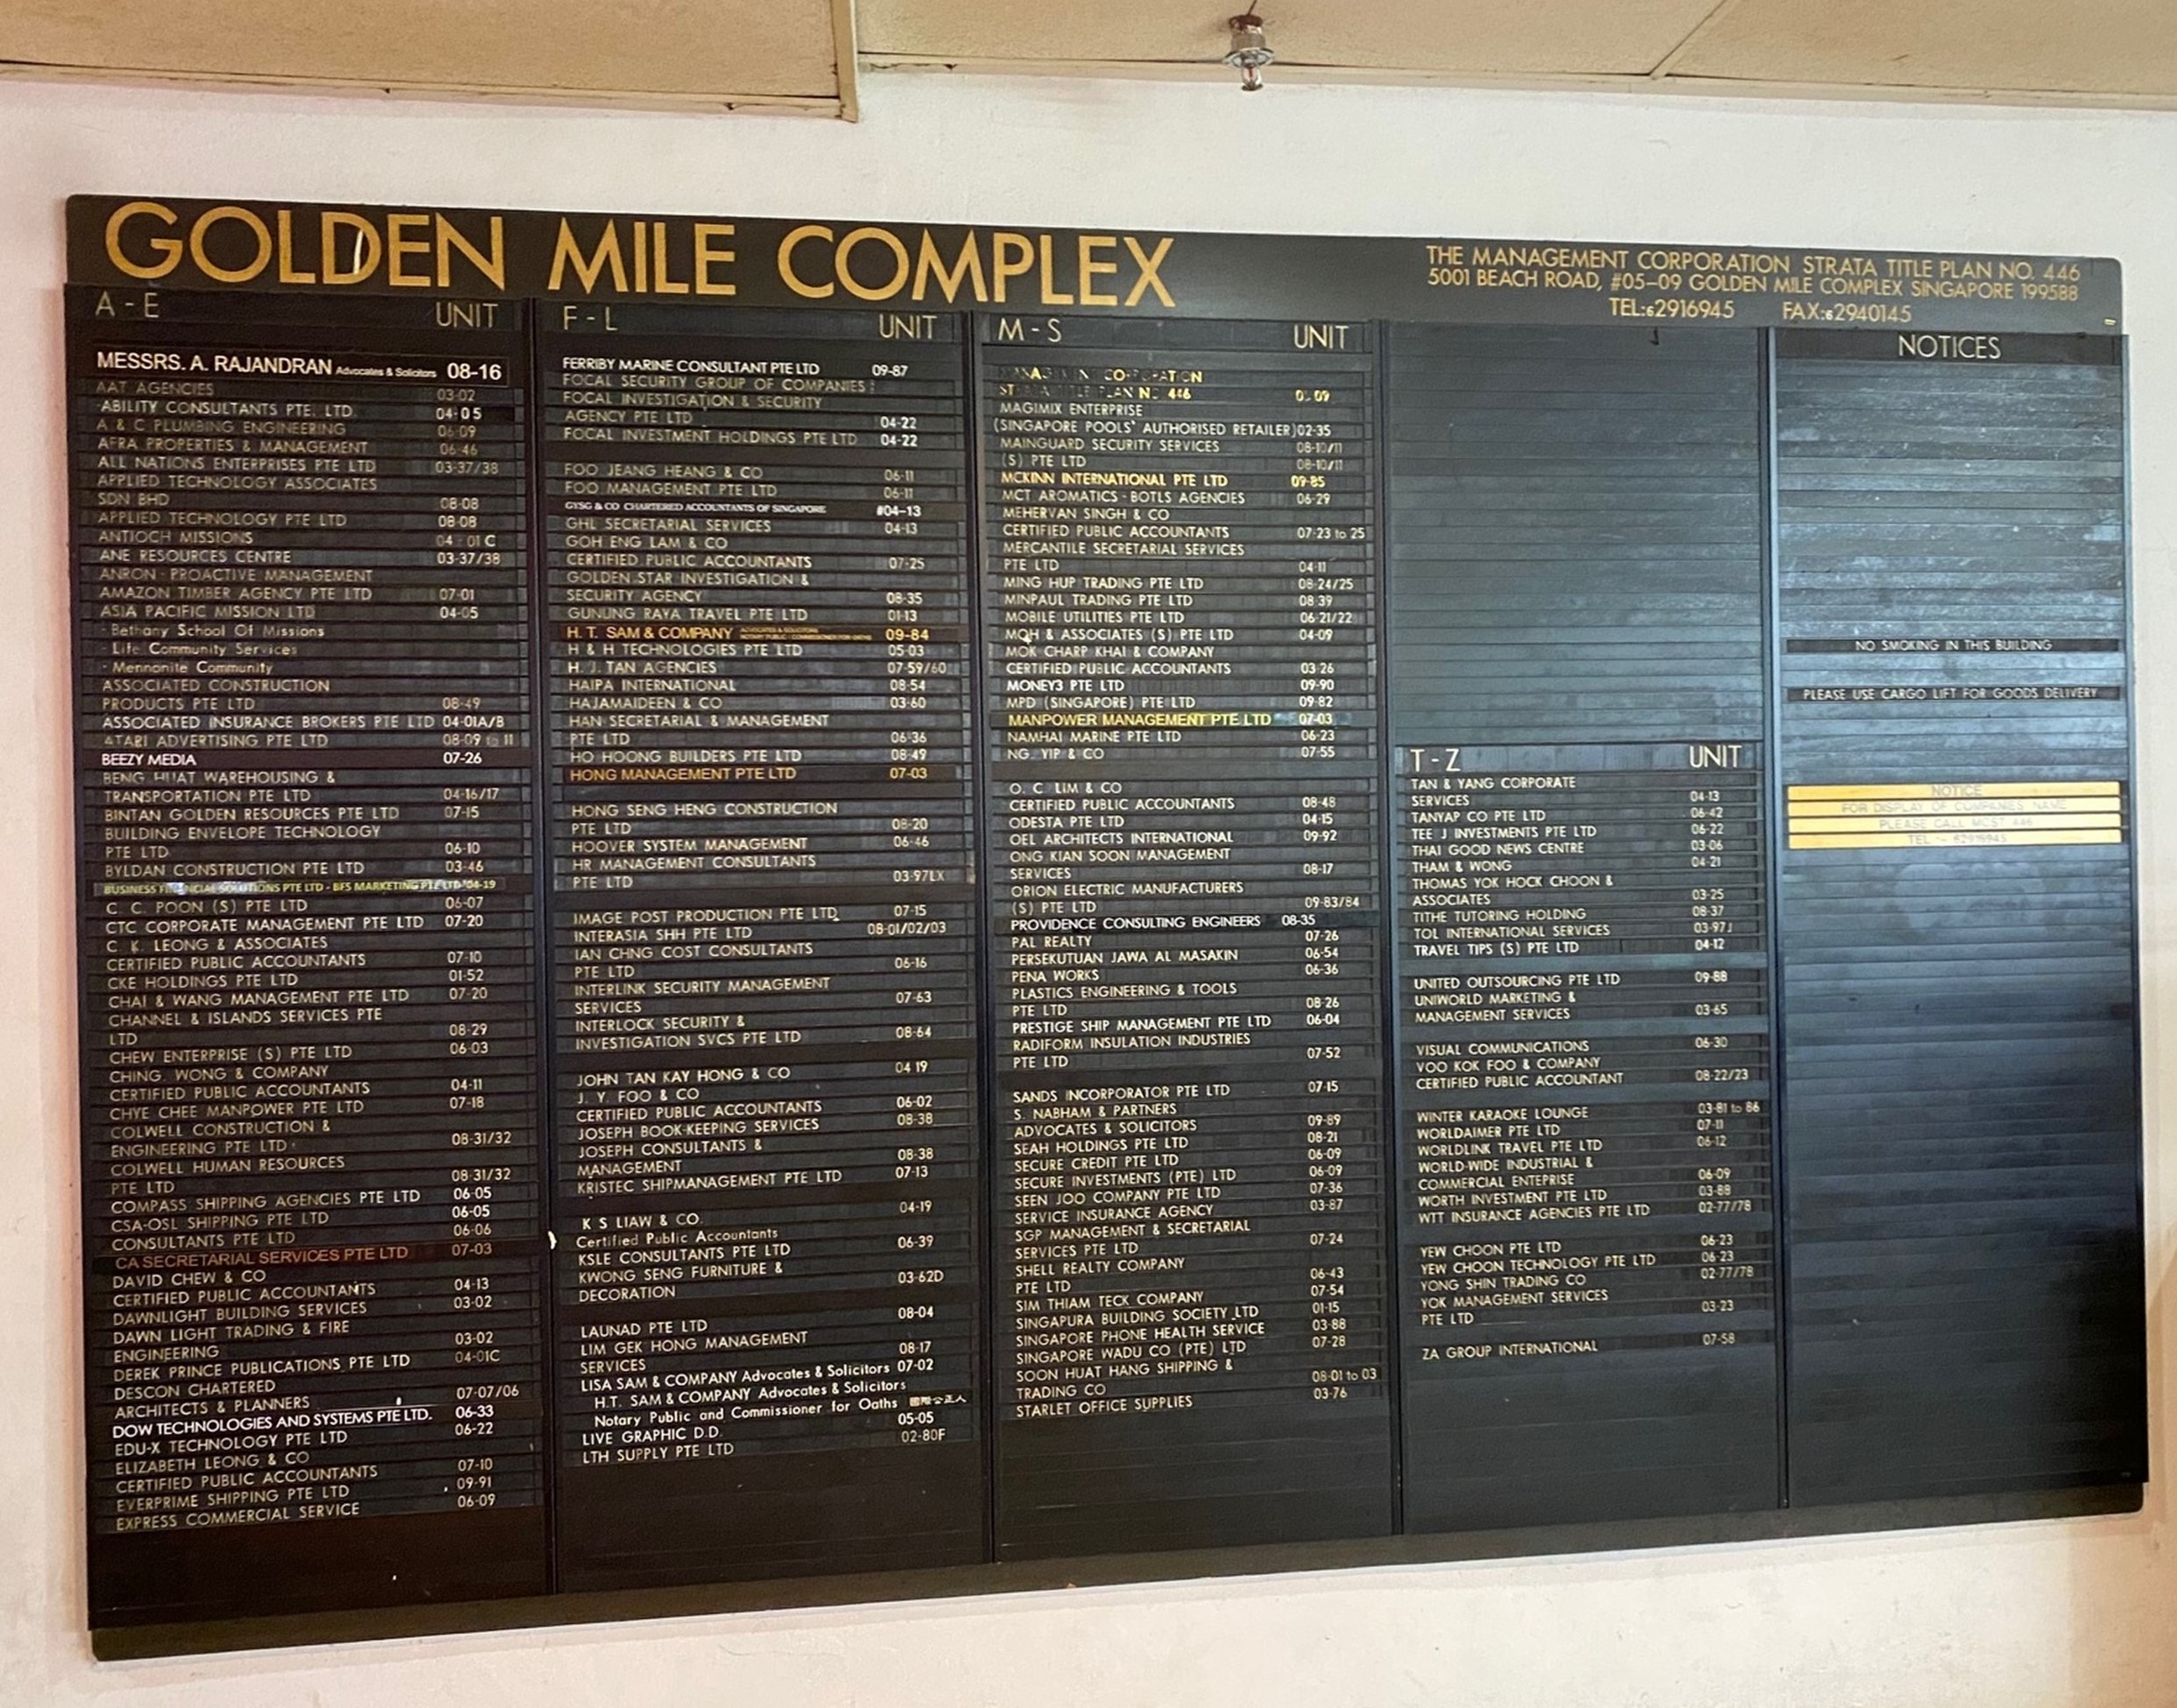 GOLDEN MILE COMPLEX
THE MANAGEMENT CORPORATION STRATA TITLE PLAN NO. 446
5001 BEACH ROAD, #05-09 GOLDEN MILE COMPLEX SINGAPORE 199588
TEL:62916945 FAX:62940145
A - E UNIT
MESSRS. A. RAJANDRAN Advocates & Solicitors 08-16
AAT AGENCIES 03-02
ABILITY CONSULTANTS PTE. LTD. 04-05
A & C PLUMBING ENGINEERING 06-09
AFRA PROPERTIES & MANAGEMENT 06-46
ALL NATIONS ENTERPRISES PTE LTD 03-37/38
APPLIED TECHNOLOGY ASSOCIATES
SDN BHD 08-08
APPLIED TECHNOLOGY PTE LTD 08-08
ANTIOCH MISSIONS 04-01C
ANE RESOURCES CENTRE 03-37/38
ANRON-PROACTIVE MANAGEMENT
AMAZON TIMBER AGENCY PTE LTD 07-01
ASIA PACIFIC MISSION LTD 04-05
- Bethany School Of Missions
- Life Community Services
- Mennonite Community
ASSOCIATED CONSTRUCTION
PRODUCTS PTE LTD 08-49
ASSOCIATED INSURANCE BROKERS PTE LTD 04-01A/B
ATARI ADVERTISING PTE LTD 08-09 to 11
BEEZY MEDIA 07-26
BENG HUAT WAREHOUSING &
TRANSPORTATION PTE LTD 04-16/17
BINTAN GOLDEN RESOURCES PTE LTD 07-15
BUILDING ENVELOPE TECHNOLOGY
PTE LTD 06-10
BYLDAN CONSTRUCTION PTE LTD 03-46
BUSINESS FINANCIAL SOLUTIONS PTE LTD - BFS MARKETING PTE LTD 04-19
C. C. POON (S) PTE LTD 06-07
CTC CORPORATE MANAGEMENT PTE LTD 07-20
C. K. LEONG & ASSOCIATES
CERTIFIED PUBLIC ACCOUNTANTS 07-10
CKE HOLDINGS PTE LTD 01-52
CHAI & WANG MANAGEMENT PTE LTD 07-20
CHANNEL & ISLANDS SERVICES PTE
LTD 08-29
CHEW ENTERPRISE (S) PTE LTD 06-03
CHING, WONG & COMPANY
CERTIFIED PUBLIC ACCOUNTANTS 04-11
CHYE CHEE MANPOWER PTE LTD 07-18
COLWELL CONSTRUCTION &
ENGINEERING PTE LTD 08-31/32
COLWELL HUMAN RESOURCES
PTE LTD 08-31/32
COMPASS SHIPPING AGENCIES PTE LTD 06-05
CSA-OSL SHIPPING PTE LTD 06-05
CONSULTANTS PTE LTD 06-06
CA SECRETARIAL SERVICES PTE LTD 07-03
DAVID CHEW & CO
CERTIFIED PUBLIC ACCOUNTANTS 04-13
DAWNLIGHT BUILDING SERVICES 03-02
DAWN LIGHT TRADING & FIRE
ENGINEERING 03-02
DEREK PRINCE PUBLICATIONS PTE LTD 04-01C
DESCON CHARTERED
ARCHITECTS & PLANNERS 07-07/06
DOW TECHNOLOGIES AND SYSTEMS PTE LTD. 06-33
EDU-X TECHNOLOGY PTE LTD 06-22
ELIZABETH LEONG & CO
CERTIFIED PUBLIC ACCOUNTANTS 07-10
EVERPRIME SHIPPING PTE LTD 09-91
EXPRESS COMMERCIAL SERVICE 06-09
F - L UNIT
FERRIBY MARINE CONSULTANT PTE LTD 09-87
FOCAL SECURITY GROUP OF COMPANIES :
FOCAL INVESTIGATION & SECURITY
AGENCY PTE LTD 04-22
FOCAL INVESTMENT HOLDINGS PTE LTD 04-22
FOO JEANG HEANG & CO 06-11
FOO MANAGEMENT PTE LTD 06-11
GYSG & CO CHARTERED ACCOUNTANTS OF SINGAPORE #04-13
GHL SECRETARIAL SERVICES 04-13
GOH ENG LAM & CO
CERTIFIED PUBLIC ACCOUNTANTS 07-25
GOLDEN STAR INVESTIGATION &
SECURITY AGENCY 08-35
GUNUNG RAYA TRAVEL PTE LTD 01-13
H. T. SAM & COMPANY 09-84
H & H TECHNOLOGIES PTE LTD 05-03
H. J. TAN AGENCIES 07-59/60
HAIPA INTERNATIONAL 08-54
HAJAMAIDEEN & CO 03-60
HAN SECRETARIAL & MANAGEMENT
PTE LTD 06-36
HO HOONG BUILDERS PTE LTD 08-49
HONG MANAGEMENT PTE LTD 07-03
HONG SENG HENG CONSTRUCTION
PTE LTD 08-20
HOOVER SYSTEM MANAGEMENT 06-46
HR MANAGEMENT CONSULTANTS
PTE LTD 03-97LX
IMAGE POST PRODUCTION PTE LTD 07-15
INTERASIA SHH PTE LTD 08-01/02/03
IAN CHNG COST CONSULTANTS
PTE LTD 06-16
INTERLINK SECURITY MANAGEMENT
SERVICES 07-63
INTERLOCK SECURITY &
INVESTIGATION SVCS PTE LTD 08-64
JOHN TAN KAY HONG & CO 04 19
J. Y. FOO & CO
CERTIFIED PUBLIC ACCOUNTANTS 06-02
JOSEPH BOOK-KEEPING SERVICES 08-38
JOSEPH CONSULTANTS &
MANAGEMENT 08-38
KRISTEC SHIPMANAGEMENT PTE LTD 07-13
K S LIAW & CO. 04-19
Certified Public Accountants
KSLE CONSULTANTS PTE LTD 06-39
KWONG SENG FURNITURE &
DECORATION 03-62D
LAUNAD PTE LTD 08-04
LIM GEK HONG MANAGEMENT
SERVICES 08-17
LISA SAM & COMPANY Advocates & Solicitors 07-02
H.T. SAM & COMPANY Advocates & Solicitors
Notary Public and Commissioner for Oaths 國際公正人
LIVE GRAPHIC D.D. 05-05
LTH SUPPLY PTE LTD 02-80F
M - S UNIT
CORPORATION
446
MAGIMIX ENTERPRISE
(SINGAPORE POOLS' AUTHORISED RETAILER)02-35
MAINGUARD SECURITY SERVICES 08-10/11
(S) PTE LTD 08-10/11
MCKINN INTERNATIONAL PTE LTD 09-85
MCT AROMATICS-BOTLS AGENCIES 06-29
MEHERVAN SINGH & CO
CERTIFIED PUBLIC ACCOUNTANTS 07-23 to 25
MERCANTILE SECRETARIAL SERVICES
PTE LTD 04-11
MING HUP TRADING PTE LTD 08-24/25
MINPAUL TRADING PTE LTD 08-39
MOBILE UTILITIES PTE LTD 06-21/22
MOH & ASSOCIATES (S) PTE LTD 04-09
MOK CHARP KHAI & COMPANY
CERTIFIED PUBLIC ACCOUNTANTS 03-26
MONEY3 PTE LTD 09-90
MPD (SINGAPORE) PTE LTD 09-82
MANPOWER MANAGEMENT PTE LTD 07-03
NAMHAI MARINE PTE LTD 06-23
NG, YIP & CO 07-55
O. C. LIM & CO
CERTIFIED PUBLIC ACCOUNTANTS 08-48
ODESTA PTE LTD 04-15
OEL ARCHITECTS INTERNATIONAL 09-92
ONG KIAN SOON MANAGEMENT
SERVICES 08-17
ORION ELECTRIC MANUFACTURERS
(S) PTE LTD 09-83/84
PROVIDENCE CONSULTING ENGINEERS 08-35
PAL REALTY 07-26
PERSEKUTUAN JAWA AL MASAKIN 06-54
PENA WORKS 06-36
PLASTICS ENGINEERING & TOOLS
PTE LTD 08-26
PRESTIGE SHIP MANAGEMENT PTE LTD 06-04
RADIFORM INSULATION INDUSTRIES
PTE LTD 07-52
SANDS INCORPORATOR PTE LTD 07-15
S. NABHAM & PARTNERS
ADVOCATES & SOLICITORS 09-89
SEAH HOLDINGS PTE LTD 08-21
SECURE CREDIT PTE LTD 06-09
SECURE INVESTMENTS (PTE) LTD 06-09
SEEN JOO COMPANY PTE LTD 07-36
SERVICE INSURANCE AGENCY 03-87
SGP MANAGEMENT & SECRETARIAL
SERVICES PTE LTD 07-24
SHELL REALTY COMPANY
PTE LTD 06-43
SIM THIAM TECK COMPANY 07-54
SINGAPURA BUILDING SOCIETY LTD 01-15
SINGAPORE PHONE HEALTH SERVICE 03-88
SINGAPORE WADU CO (PTE) LTD 07-28
SOON HUAT HANG SHIPPING &
TRADING CO 08-01 to 03
STARLET OFFICE SUPPLIES 03-76
T - Z UNIT
TAN & YANG CORPORATE
SERVICES 04-13
TANYAP CO PTE LTD 06-42
TEE J INVESTMENTS PTE LTD 06-22
THAI GOOD NEWS CENTRE 03-06
THAM & WONG 04-21
THOMAS YOK HOCK CHOON &
ASSOCIATES 03-25
TITHE TUTORING HOLDING 08-37
TOL INTERNATIONAL SERVICES 03-97J
TRAVEL TIPS (S) PTE LTD 04-12
UNITED OUTSOURCING PTE LTD 09-88
UNIWORLD MARKETING &
MANAGEMENT SERVICES 03-65
VISUAL COMMUNICATIONS 06-30
VOO KOK FOO & COMPANY
CERTIFIED PUBLIC ACCOUNTANT 08-22/23
WINTER KARAOKE LOUNGE 03-81 to 86
WORLDAIMER PTE LTD 07-11
WORLDLINK TRAVEL PTE LTD 06-12
WORLD-WIDE INDUSTRIAL &
COMMERCIAL ENTEPRISE 06-09
WORTH INVESTMENT PTE LTD 03-88
WTT INSURANCE AGENCIES PTE LTD 02-77/78
YEW CHOON PTE LTD 06-23
YEW CHOON TECHNOLOGY PTE LTD 06-23
YONG SHIN TRADING CO 02-77/78
YOK MANAGEMENT SERVICES
PTE LTD 03-23
ZA GROUP INTERNATIONAL 07-58
NOTICES
NO SMOKING IN THIS BUILDING
PLEASE USE CARGO LIFT FOR GOODS DELIVERY
NOTICE
FOR DISPLAY OF COMPANIES NAME
PLEASE CALL MCST 446
TEL :- 62916945